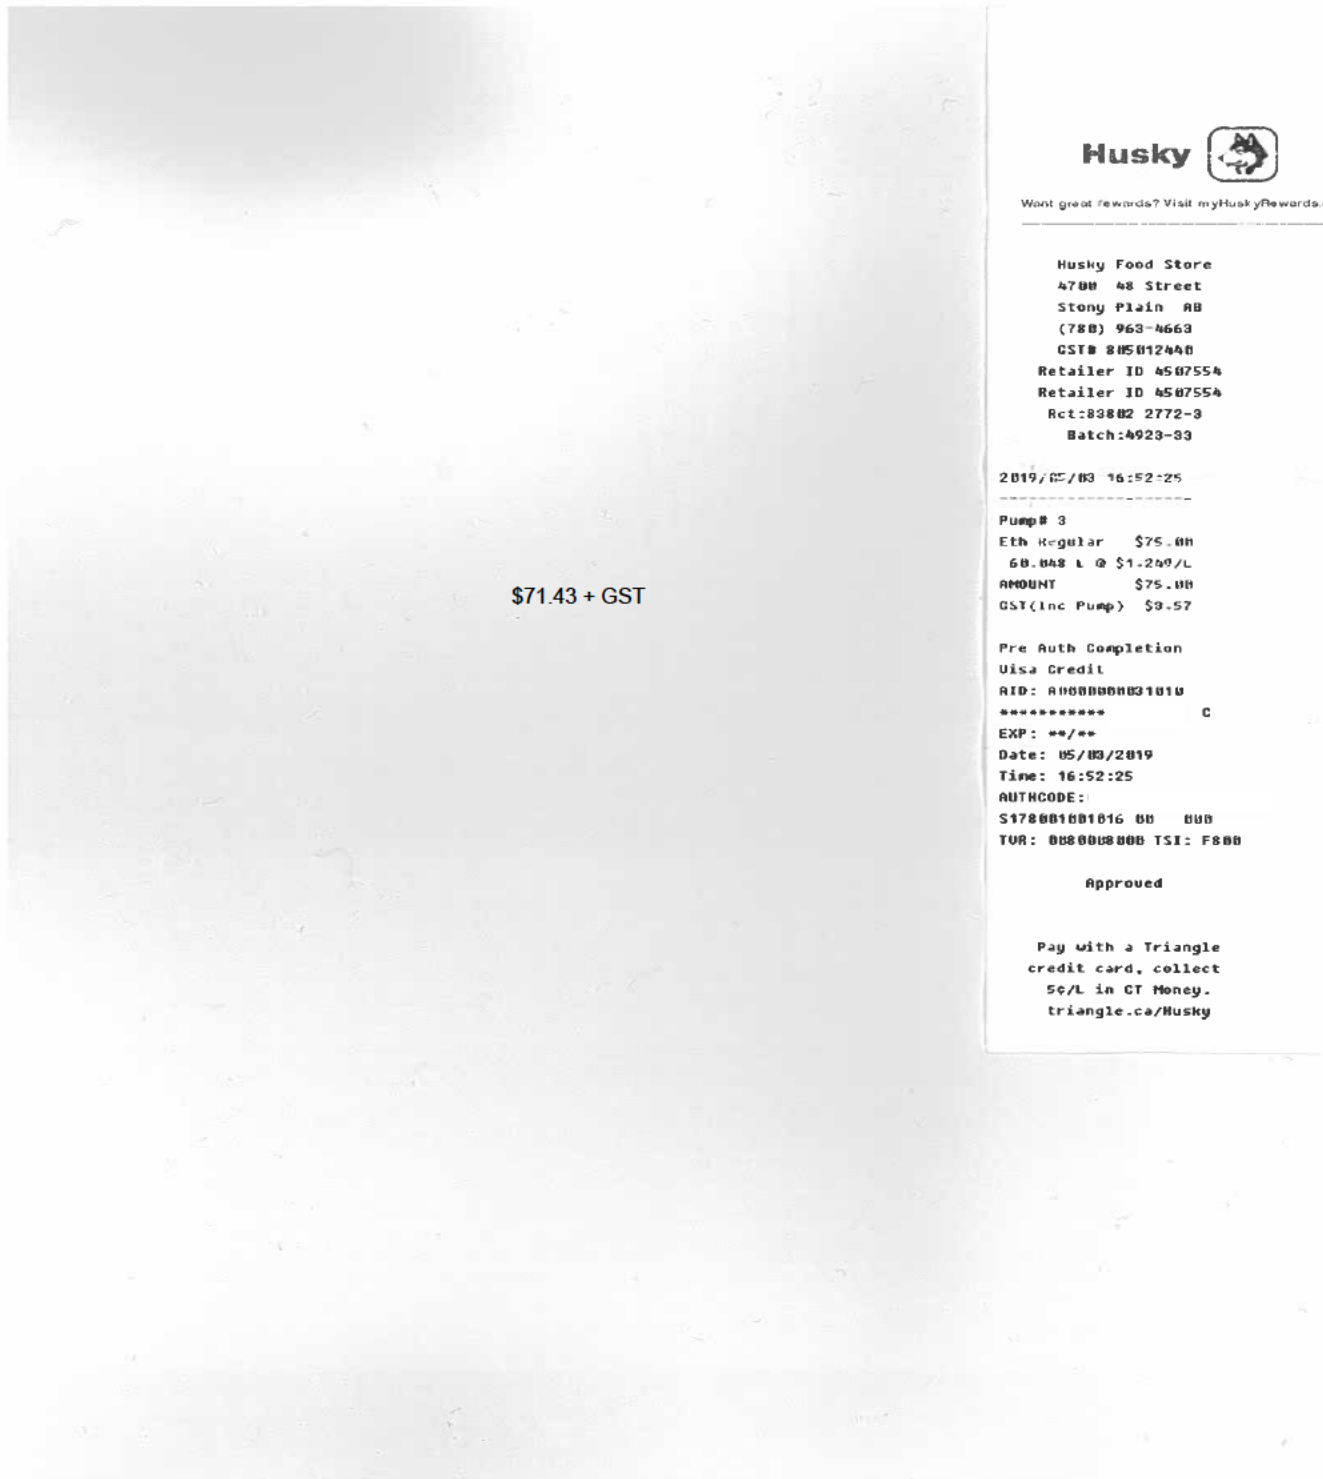 Husky
Want great rewards? Visit myHuskyRewards.
Husky Food Store
4700 48 Street
Stony Plain AB
(780) 963-4663
GST# 805012440
Retailer ID 4507554
Retailer ID 4507554
Rct:83802 2772-3
Batch:4923-33
2019/05/03 16:52:25
--------------------
Pump# 3
Eth Regular $75.00
60.048 L @ $1.249/L
AMOUNT $75.00
GST(Inc Pump) $3.57
$71.43 + GST
Pre Auth Completion
Visa Credit
AID: A0000000031010
*********** C
EXP: **/**
Date: 05/03/2019
Time: 16:52:25
AUTHCODE:
S178001001016 00 000
TVR: 0080008000 TSI: F800
Approved
Pay with a Triangle
credit card, collect
5¢/L in CT Money.
triangle.ca/Husky